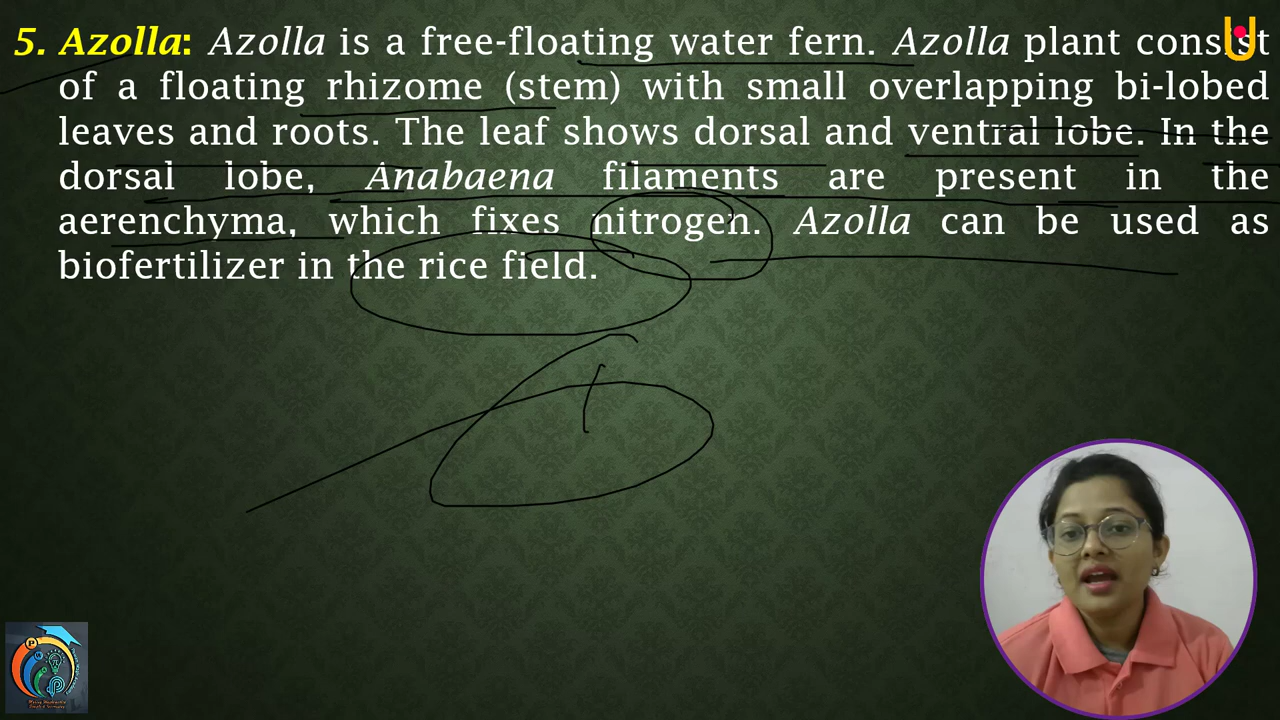 5. Azolla: Azolla is a free-floating water fern. Azolla plant consist
of a floating rhizome (stem) with small overlapping bi-lobed
leaves and roots. The leaf shows dorsal and ventral lobe. In the
dorsal lobe, Anabaena filaments are present in the
aerenchyma, which fixes nitrogen. Azolla can be used as
biofertilizer in the rice field.